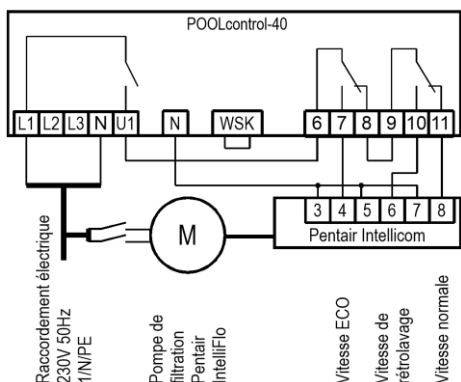 POOLcontrol-40
L1 L2 L3 N U1 N WSK 6 7 8 9 10 11
3 4 5 6 7 8
M
Pentair Intellicom
Raccordement électrique
230V 50Hz
1/N/PE
Pompe de
filtration
Pentair
IntelliFlo
Vitesse ECO
Vitesse de
rétrolavage
Vitesse normale